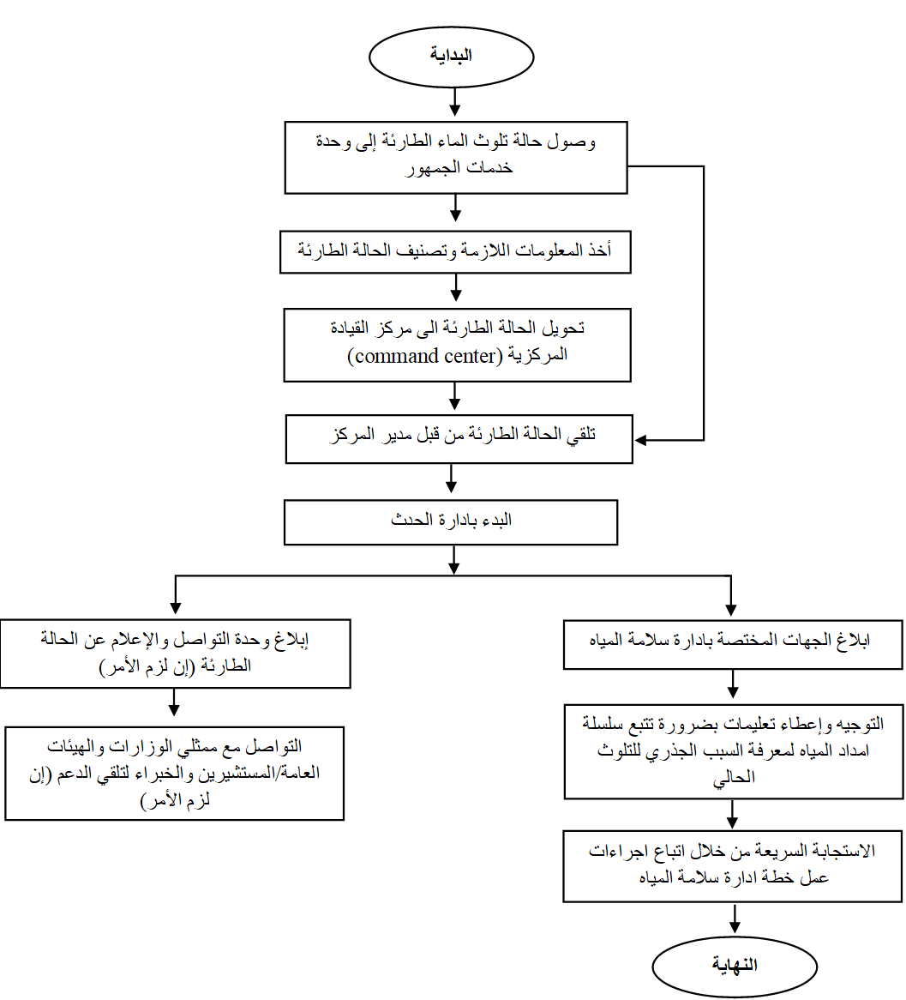 البداية
وصول حالة تلوث الماء الطارئة إلى وحدة
خدمات الجمهور
أخذ المعلومات اللازمة وتصنيف الحالة الطارئة
تحويل الحالة الطارئة الى مركز القيادة
المركزية (command center)
تلقي الحالة الطارئة من قبل مدير المركز
البدء بادارة الحدث
ابلاغ الجهات المختصة بادارة سلامة المياه
التوجيه وإعطاء تعليمات بضرورة تتبع سلسلة
امداد المياه لمعرفة السبب الجذري للتلوث
الحالي
الاستجابة السريعة من خلال اتباع اجراءات
عمل خطة ادارة سلامة المياه
النهاية
إبلاغ وحدة التواصل والإعلام عن الحالة
الطارئة (إن لزم الأمر)
التواصل مع ممثلي الوزارات والهيئات
العامة/المستشيرين والخبراء لتلقي الدعم (إن
لزم الأمر)